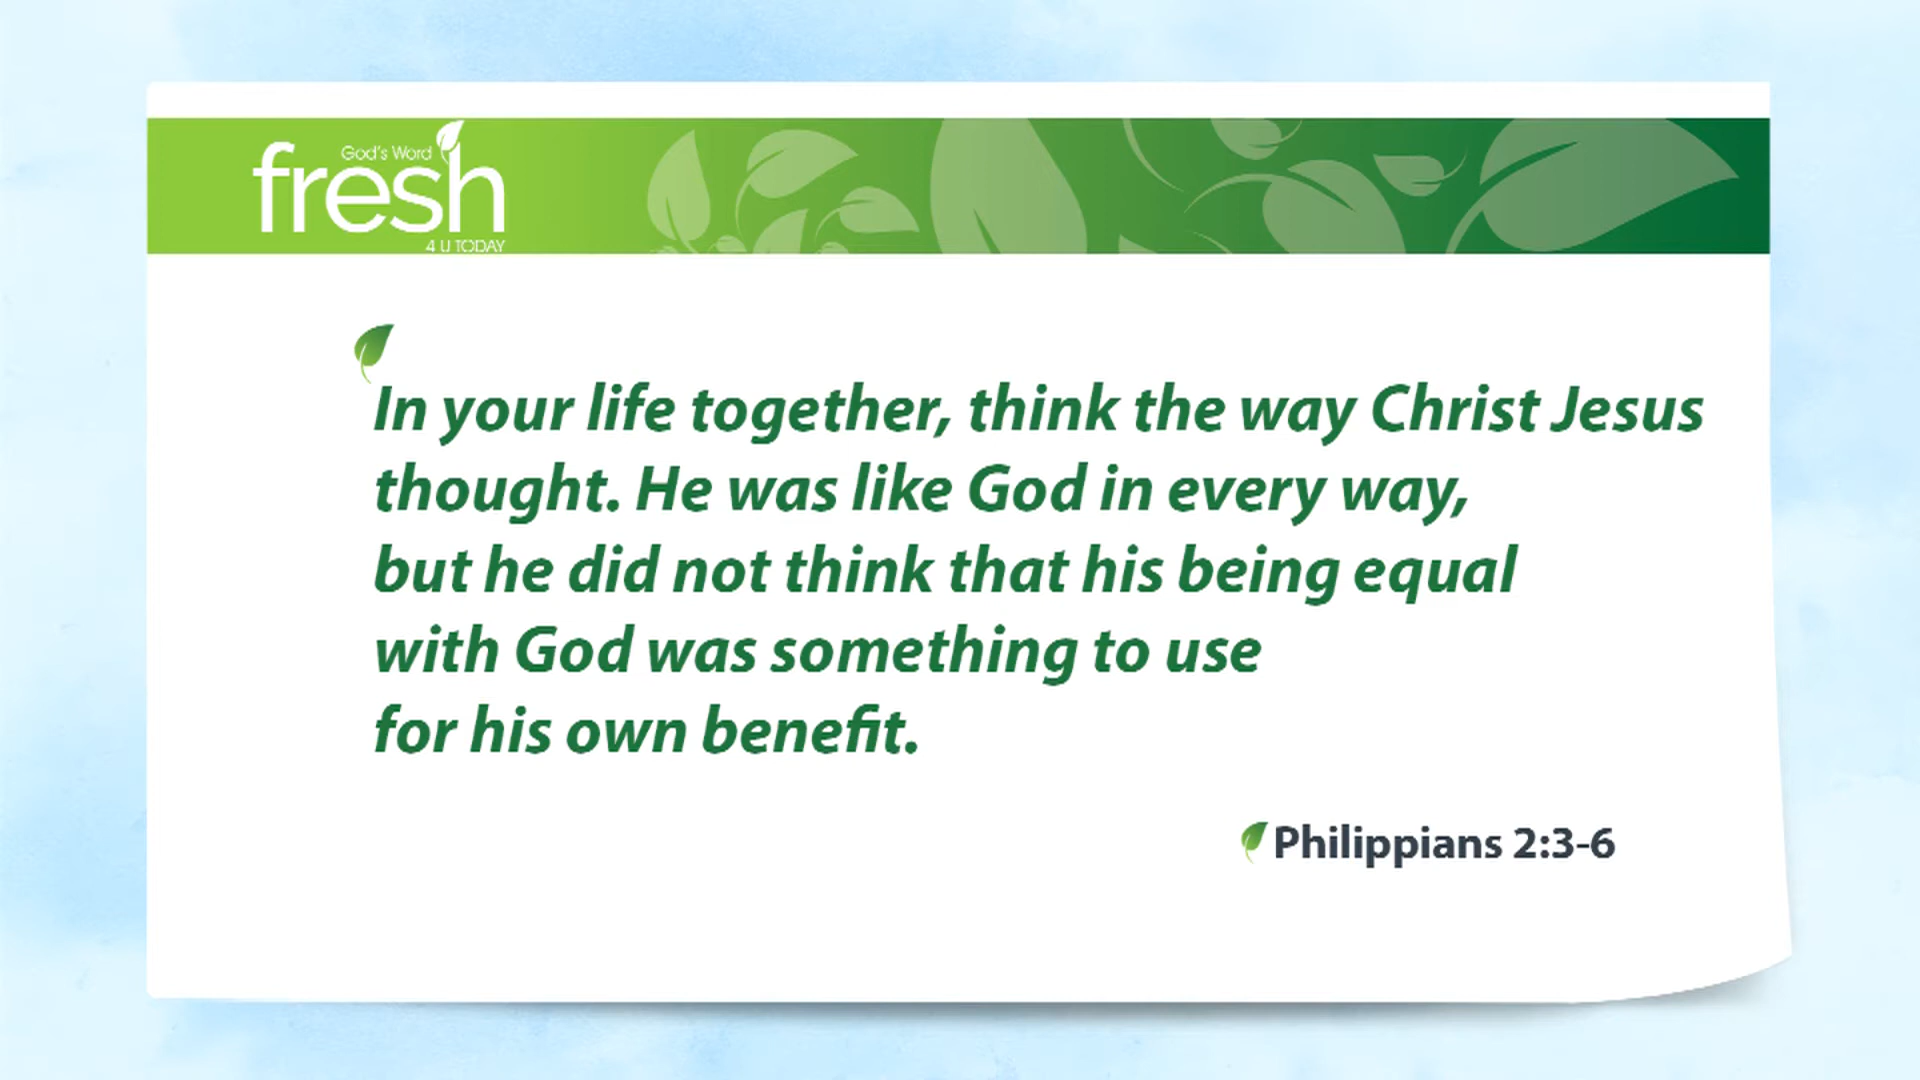 God's Word
fresh
4 U TODAY
In your life together, think the way Christ Jesus
thought. He was like God in every way,
but he did not think that his being equal
with God was something to use
for his own benefit.
Philippians 2:3-6